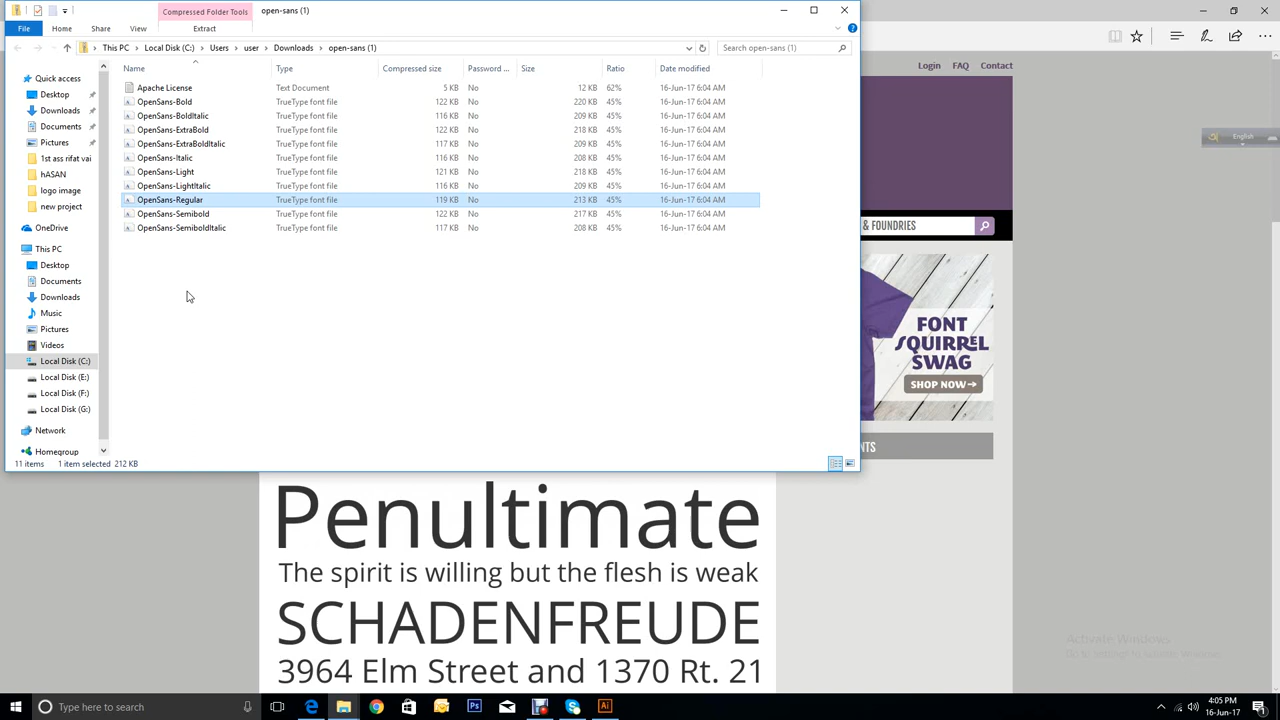 Compressed Folder Tools open-sans (1)
File Home Share View Extract
This PC Local Disk (C:) Users user Downloads open-sans (1) Search open-sans (1)
Login FAQ Contact
Name Type Compressed size Password ... Size Ratio Date modified
Apache License Text Document 5 KB No 12 KB 62% 16-Jun-17 6:04 AM
OpenSans-Bold TrueType font file 122 KB No 220 KB 45% 16-Jun-17 6:04 AM
OpenSans-BoldItalic TrueType font file 116 KB No 209 KB 45% 16-Jun-17 6:04 AM
OpenSans-ExtraBold TrueType font file 122 KB No 218 KB 45% 16-Jun-17 6:04 AM
OpenSans-ExtraBoldItalic TrueType font file 117 KB No 209 KB 45% 16-Jun-17 6:04 AM
OpenSans-Italic TrueType font file 116 KB No 208 KB 45% 16-Jun-17 6:04 AM
OpenSans-Light TrueType font file 121 KB No 218 KB 45% 16-Jun-17 6:04 AM
OpenSans-LightItalic TrueType font file 116 KB No 209 KB 45% 16-Jun-17 6:04 AM
OpenSans-Regular TrueType font file 119 KB No 213 KB 45% 16-Jun-17 6:04 AM
OpenSans-Semibold TrueType font file 122 KB No 217 KB 45% 16-Jun-17 6:04 AM
OpenSans-SemiboldItalic TrueType font file 117 KB No 208 KB 45% 16-Jun-17 6:04 AM
Quick access
Desktop
Downloads
Documents
Pictures
1st ass rifat vai
hASAN
logo image
new project
OneDrive
This PC
Desktop
Documents
Downloads
Music
Pictures
Videos
Local Disk (C:)
Local Disk (E:)
Local Disk (F:)
Local Disk (G:)
Network
Homegroup
11 items 1 item selected 212 KB
English
& FOUNDRIES
FONT
SQUIRREL
SWAG
SHOP NOW
NTS
Penultimate
The spirit is willing but the flesh is weak
SCHADENFREUDE
3964 Elm Street and 1370 Rt. 21
Activate Windows
Go to Settings to activate Windows.
Type here to search
4:05 PM
16-Jun-17